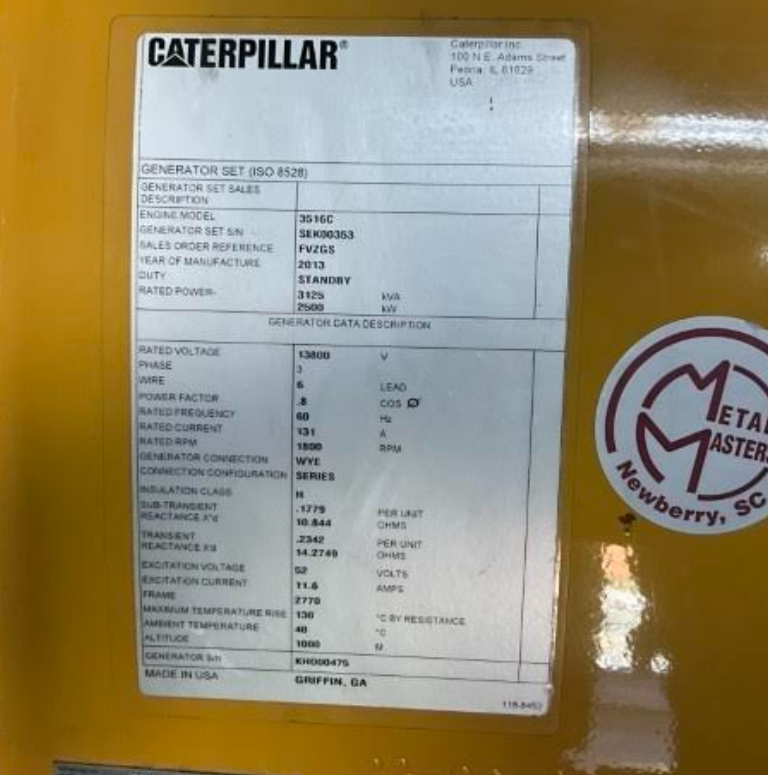 CATERPILLAR®
Caterpillar Inc.
100 N.E. Adams Street
Peoria, IL 61629
USA
GENERATOR SET (ISO 8528)
GENERATOR SET SALES
DESCRIPTION
ENGINE MODEL 3516C
GENERATOR SET S/N SEK00353
SALES ORDER REFERENCE FVZGS
YEAR OF MANUFACTURE 2013
DUTY STANDBY
RATED POWER- 3125 kVA
2500 kW
GENERATOR DATA DESCRIPTION
RATED VOLTAGE 13800 V
PHASE 3
WIRE 6 LEAD
POWER FACTOR .8 COS Ø
RATED FREQUENCY 60 Hz
RATED CURRENT 131 A
RATED RPM 1800 RPM
GENERATOR CONNECTION WYE
CONNECTION CONFIGURATION SERIES
INSULATION CLASS H
SUB-TRANSIENT .1779 PER UNIT
REACTANCE X"d 10.844 OHMS
TRANSIENT .2342 PER UNIT
REACTANCE X'd 14.2749 OHMS
EXCITATION VOLTAGE 52 VOLTS
EXCITATION CURRENT 11.6 AMPS
FRAME 2770
MAXIMUM TEMPERATURE RISE 130 °C BY RESISTANCE
AMBIENT TEMPERATURE 40 °C
ALTITUDE 1000 M
GENERATOR S/N KHD00475
MADE IN USA GRIFFIN, GA
METAL
MASTERS
Newberry, SC